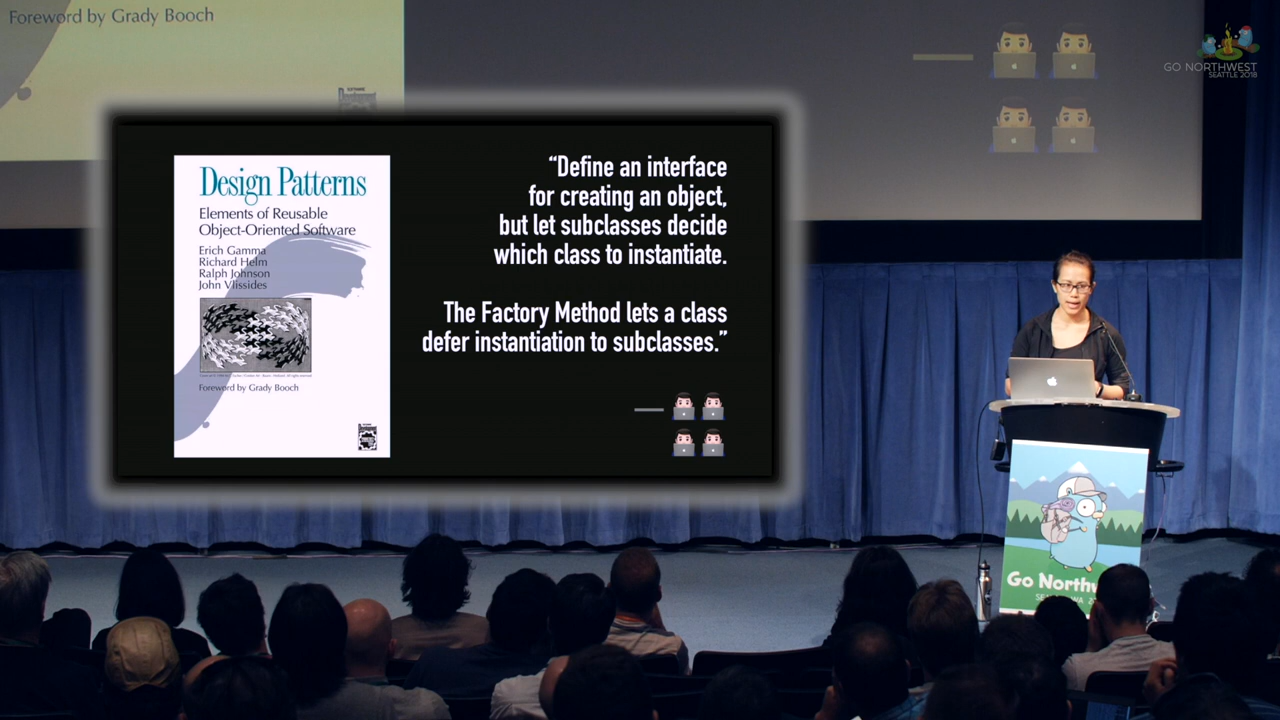 Foreword by Grady Booch
GO NORTHWEST
SEATTLE 2018
Design Patterns
Elements of Reusable
Object-Oriented Software
Erich Gamma
Richard Helm
Ralph Johnson
John Vlissides
Foreword by Grady Booch
“Define an interface
for creating an object,
but let subclasses decide
which class to instantiate.
The Factory Method lets a class
defer instantiation to subclasses.”
—
Go